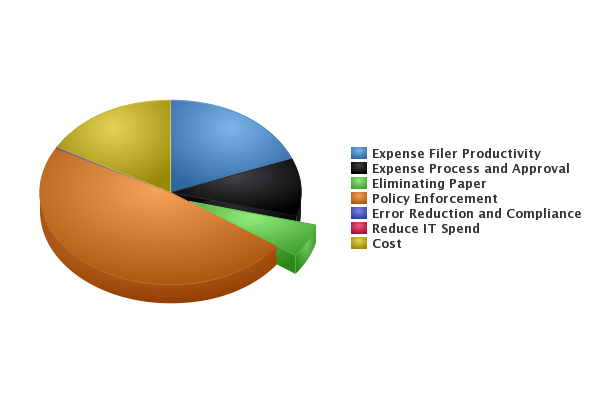 Expense Filer Productivity
Expense Process and Approval
Eliminating Paper
Policy Enforcement
Error Reduction and Compliance
Reduce IT Spend
Cost